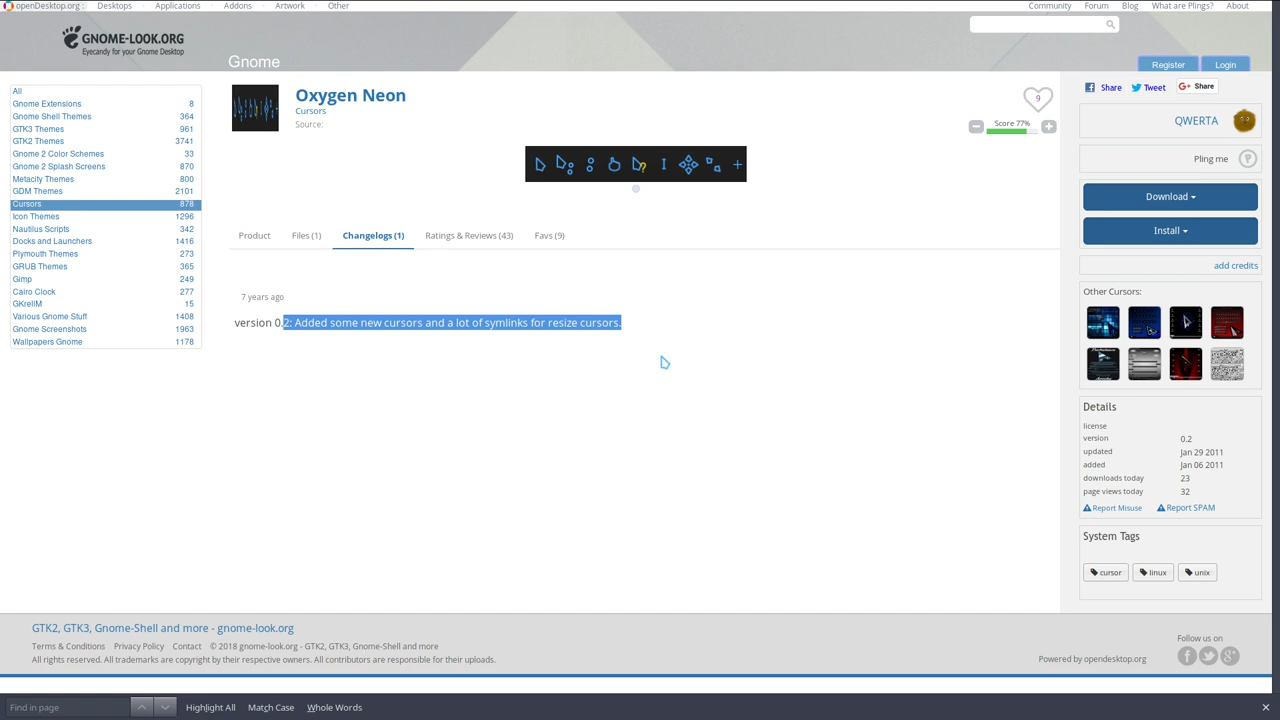 openDesktop.org : Desktops Applications Addons Artwork Other Community Forum Blog What are Plings? About
GNOME-LOOK.ORG
Eyecandy for your Gnome Desktop
Gnome
Register Login
All
Gnome Extensions 8
Gnome Shell Themes 364
GTK3 Themes 961
GTK2 Themes 3741
Gnome 2 Color Schemes 33
Gnome 2 Splash Screens 870
Metacity Themes 800
GDM Themes 2101
Cursors 878
Icon Themes 1296
Nautilus Scripts 342
Docks and Launchers 1416
Plymouth Themes 273
GRUB Themes 365
Gimp 249
Cairo Clock 277
GKrellM 15
Various Gnome Stuff 1408
Gnome Screenshots 1963
Wallpapers Gnome 1178
Oxygen Neon
Cursors
Source:
9
Score 77%
Product Files (1) Changelogs (1) Ratings & Reviews (43) Favs (9)
7 years ago
version 0.2: Added some new cursors and a lot of symlinks for resize cursors.
Share Tweet G+ Share
QWERTA
Pling me
Download
Install
add credits
Other Cursors:
Details
license
version 0.2
updated Jan 29 2011
added Jan 06 2011
downloads today 23
page views today 32
Report Misuse Report SPAM
System Tags
cursor linux unix
GTK2, GTK3, Gnome-Shell and more - gnome-look.org
Terms & Conditions Privacy Policy Contact © 2018 gnome-look.org - GTK2, GTK3, Gnome-Shell and more
All rights reserved. All trademarks are copyright by their respective owners. All contributors are responsible for their uploads.
Follow us on
Powered by opendesktop.org
Find in page Highlight All Match Case Whole Words